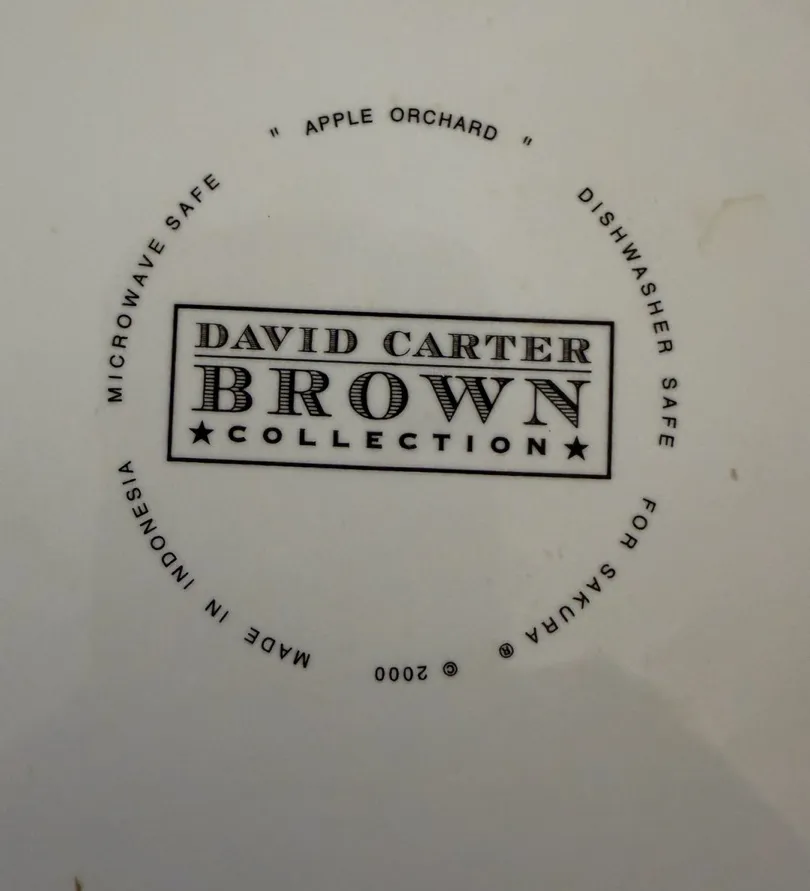 " APPLE ORCHARD "
DISHWASHER SAFE
FOR SAKURA ®
© 2000
MADE IN INDONESIA
MICROWAVE SAFE
DAVID CARTER
BROWN
★ COLLECTION ★